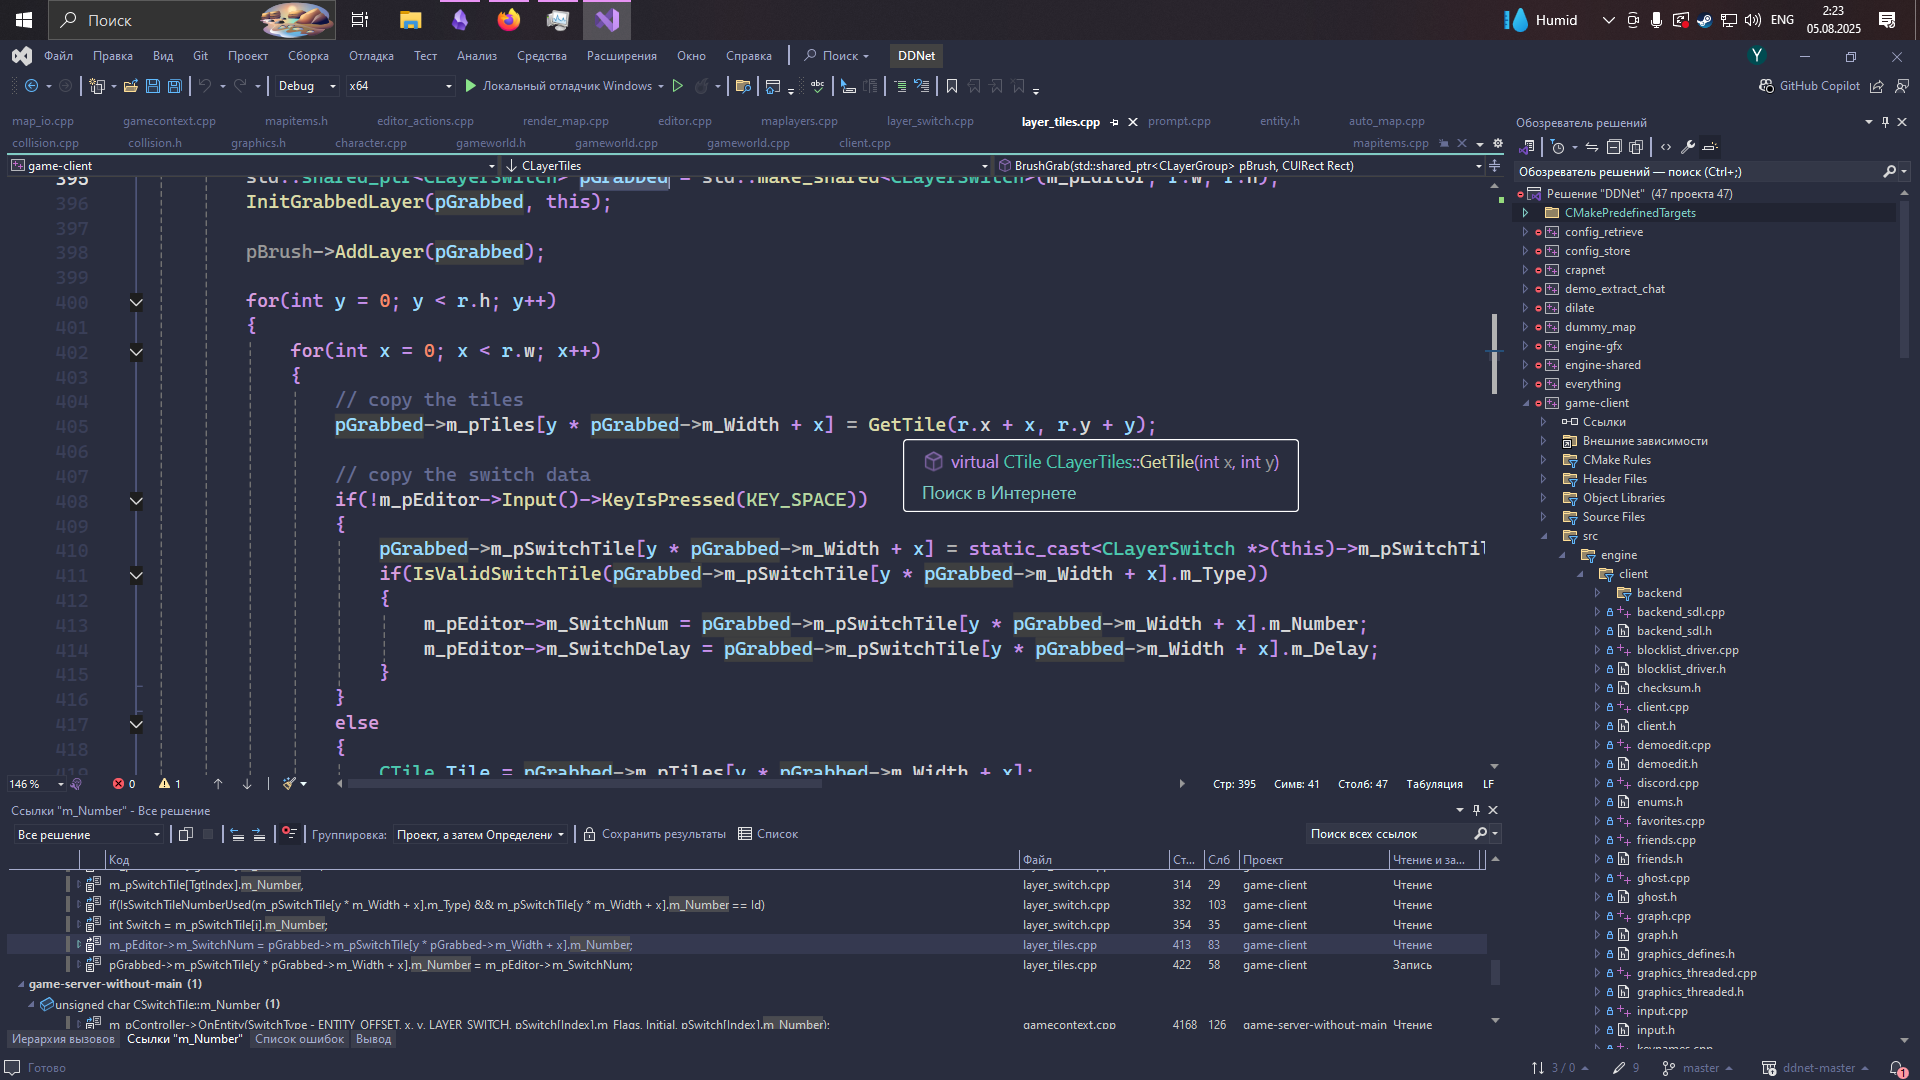 Поиск
Humid
ENG
2:23
05.08.2025
Файл Правка Вид Git Проект Сборка Отладка Тест Анализ Средства Расширения Окно Справка Поиск DDNet
Y
Debug x64 Локальный отладчик Windows GitHub Copilot
map_io.cpp gamecontext.cpp mapitems.h editor_actions.cpp render_map.cpp editor.cpp maplayers.cpp layer_switch.cpp layer_tiles.cpp prompt.cpp entity.h auto_map.cpp
collision.cpp collision.h graphics.h character.cpp gameworld.h gameworld.cpp gameworld.cpp client.cpp mapitems.cpp
game-client CLayerTiles BrushGrab(std::shared_ptr<CLayerGroup> pBrush, CUIRect Rect)
395 std::shared_ptr<CLayerSwitch> pGrabbed = std::make_shared<CLayerSwitch>(m_pEditor, r.w, r.h);
396 InitGrabbedLayer(pGrabbed, this);
397
398 pBrush->AddLayer(pGrabbed);
399
400 for(int y = 0; y < r.h; y++)
401 {
402 for(int x = 0; x < r.w; x++)
403 {
404 // copy the tiles
405 pGrabbed->m_pTiles[y * pGrabbed->m_Width + x] = GetTile(r.x + x, r.y + y);
406
407 // copy the switch data
408 if(!m_pEditor->Input()->KeyIsPressed(KEY_SPACE))
409 {
410 pGrabbed->m_pSwitchTile[y * pGrabbed->m_Width + x] = static_cast<CLayerSwitch *>(this)->m_pSwitchTil
411 if(IsValidSwitchTile(pGrabbed->m_pSwitchTile[y * pGrabbed->m_Width + x].m_Type))
412 {
413 m_pEditor->m_SwitchNum = pGrabbed->m_pSwitchTile[y * pGrabbed->m_Width + x].m_Number;
414 m_pEditor->m_SwitchDelay = pGrabbed->m_pSwitchTile[y * pGrabbed->m_Width + x].m_Delay;
415 }
416 }
417 else
418 {
419 CTile Tile = pGrabbed->m_pTiles[y * pGrabbed->m_Width + x];
virtual CTile CLayerTiles::GetTile(int x, int y)
Поиск в Интернете
146 % 0 1 Стр: 395 Симв: 41 Столб: 47 Табуляция LF
Ссылки "m_Number" - Все решение
Все решение Группировка: Проект, а затем Определени Сохранить результаты Список Поиск всех ссылок
Код Файл Ст... Слб Проект Чтение и за...
m_pSwitchTile[TgtIndex].m_Number, layer_switch.cpp 314 29 game-client Чтение
if(IsSwitchTileNumberUsed(m_pSwitchTile[y * m_Width + x].m_Type) && m_pSwitchTile[y * m_Width + x].m_Number == Id) layer_switch.cpp 332 103 game-client Чтение
int Switch = m_pSwitchTile[i].m_Number; layer_switch.cpp 354 35 game-client Чтение
m_pEditor->m_SwitchNum = pGrabbed->m_pSwitchTile[y * pGrabbed->m_Width + x].m_Number; layer_tiles.cpp 413 83 game-client Чтение
pGrabbed->m_pSwitchTile[y * pGrabbed->m_Width + x].m_Number = m_pEditor->m_SwitchNum; layer_tiles.cpp 422 58 game-client Запись
game-server-without-main (1)
unsigned char CSwitchTile::m_Number (1)
m_pController->OnEntity(SwitchType - ENTITY_OFFSET, x, y, LAYER_SWITCH, pSwitch[Index].m_Flags, Initial, pSwitch[Index].m_Number); gamecontext.cpp 4168 126 game-server-without-main Чтение
Иерархия вызовов Ссылки "m_Number" Список ошибок Вывод
Готово 3 / 0 9 master ddnet-master 1
Обозреватель решений
Обозреватель решений — поиск (Ctrl+;)
Решение "DDNet" (47 проекта 47)
CMakePredefinedTargets
config_retrieve
config_store
crapnet
demo_extract_chat
dilate
dummy_map
engine-gfx
engine-shared
everything
game-client
Ссылки
Внешние зависимости
CMake Rules
Header Files
Object Libraries
Source Files
src
engine
client
backend
backend_sdl.cpp
backend_sdl.h
blocklist_driver.cpp
blocklist_driver.h
checksum.h
client.cpp
client.h
demoedit.cpp
demoedit.h
discord.cpp
enums.h
favorites.cpp
friends.cpp
friends.h
ghost.cpp
ghost.h
graph.cpp
graph.h
graphics_defines.h
graphics_threaded.cpp
graphics_threaded.h
input.cpp
input.h
keynames.cpp